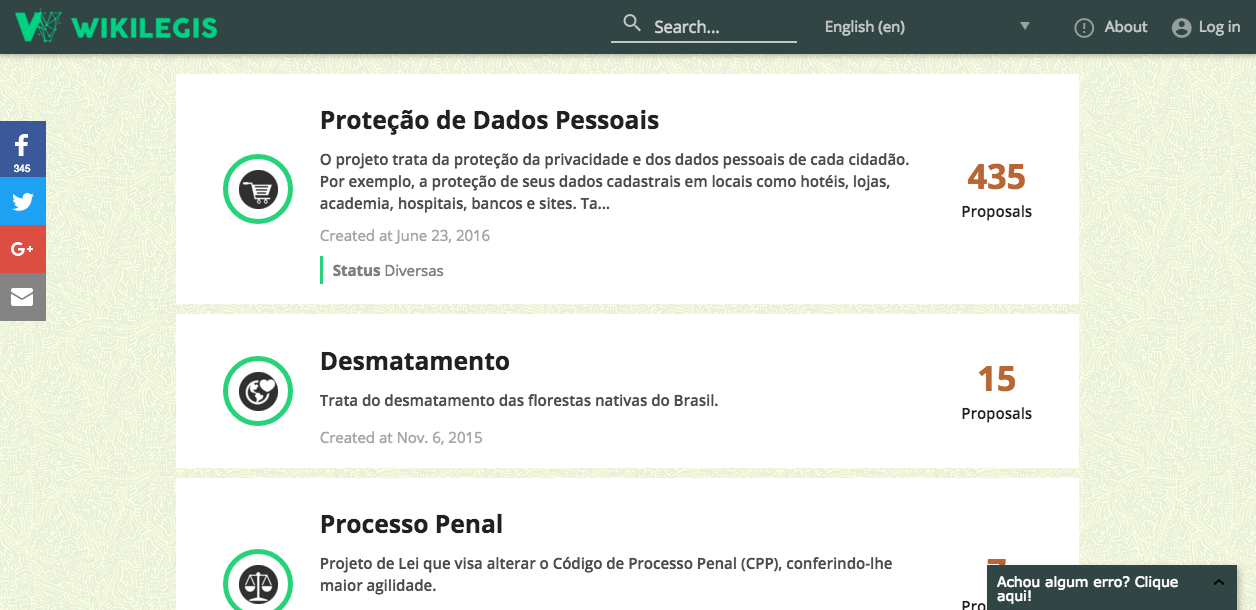 WIKILEGIS
Search...
English (en)
About
Log in
345
Proteção de Dados Pessoais
O projeto trata da proteção da privacidade e dos dados pessoais de cada cidadão.
Por exemplo, a proteção de seus dados cadastrais em locais como hotéis, lojas,
academia, hospitais, bancos e sites. Ta...
Created at June 23, 2016
Status Diversas
435
Proposals
Desmatamento
Trata do desmatamento das florestas nativas do Brasil.
Created at Nov. 6, 2015
15
Proposals
Processo Penal
Projeto de Lei que visa alterar o Código de Processo Penal (CPP), conferindo-lhe
maior agilidade.
Achou algum erro? Clique
aqui!